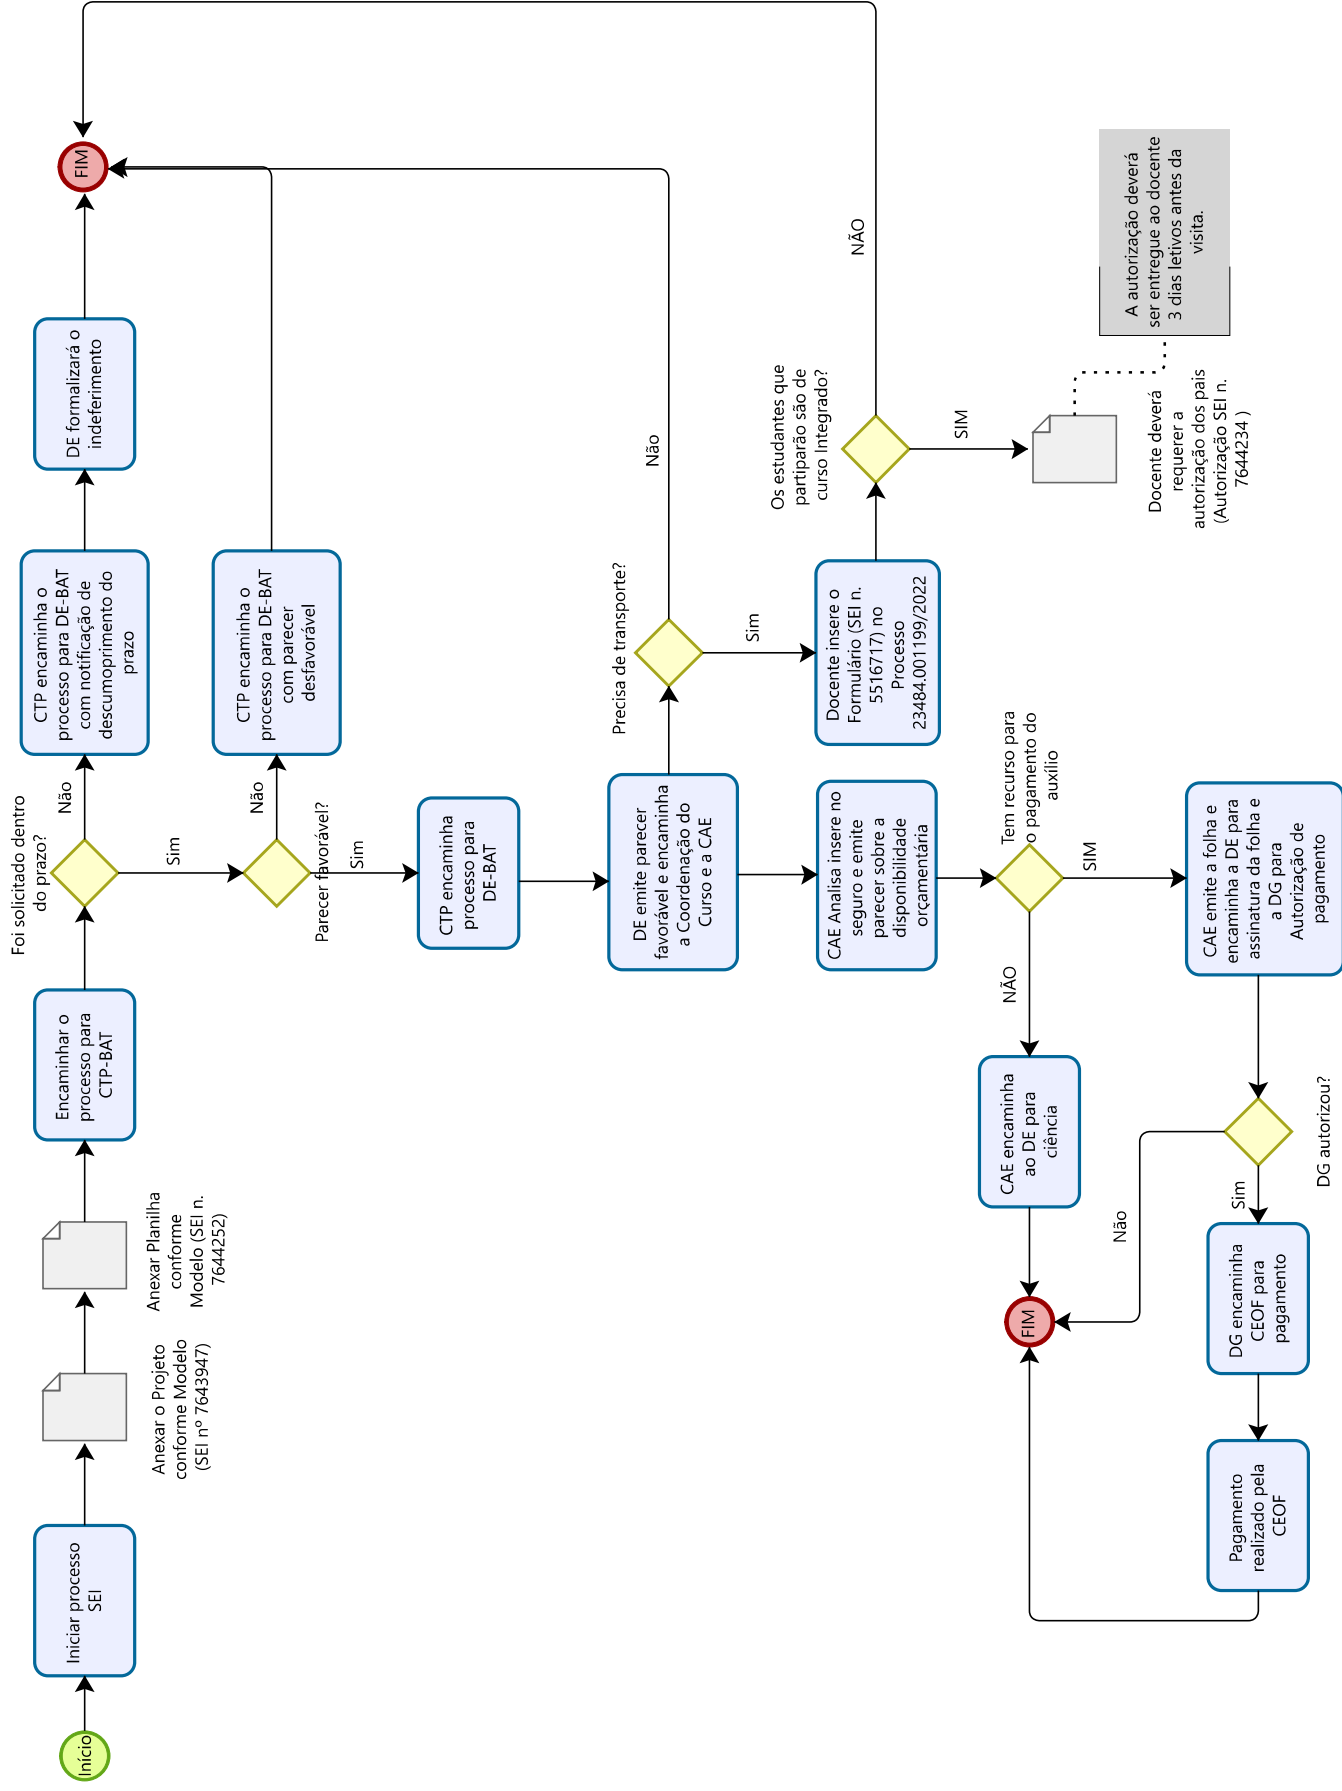 Início
Iniciar processo
SEI
Anexar o Projeto
conforme Modelo
(SEI nº 7643947)
Anexar Planilha
conforme
Modelo (SEI n.
7644252)
Encaminhar o
processo para
CTP-BAT
Foi solicitado dentro
do prazo?
Não
CTP encaminha o
processo para DE-BAT
com notificação de
descumoprimento do
prazo
DE formalizará o
indeferimento
FIM
Sim
Parecer favorável?
Não
CTP encaminha o
processo para DE-BAT
com parecer
desfavorável
Sim
CTP encaminha
processo para
DE-BAT
DE emite parecer
favorável e encaminha
a Coordenação do
Curso e a CAE
Precisa de transporte?
Não
Sim
Docente insere o
Formulário (SEI n.
5516717) no
Processo
23484.001199/2022
Os estudantes que
partiparão são de
curso Integrado?
NÃO
SIM
Docente deverá
requerer a
autorização dos pais
(Autorização SEI n.
7644234 )
A autorização deverá
ser entregue ao docente
3 dias letivos antes da
visita.
CAE Analisa insere no
seguro e emite
parecer sobre a
disponibilidade
orçamentária
Tem recurso para
o pagamento do
auxílio
NÃO
CAE encaminha
ao DE para
ciência
FIM
SIM
CAE emite a folha e
encaminha a DE para
assinatura da folha e
a DG para
Autorização de
pagamento
DG autorizou?
Não
Sim
DG encaminha
CEOF para
pagamento
Pagamento
realizado pela
CEOF